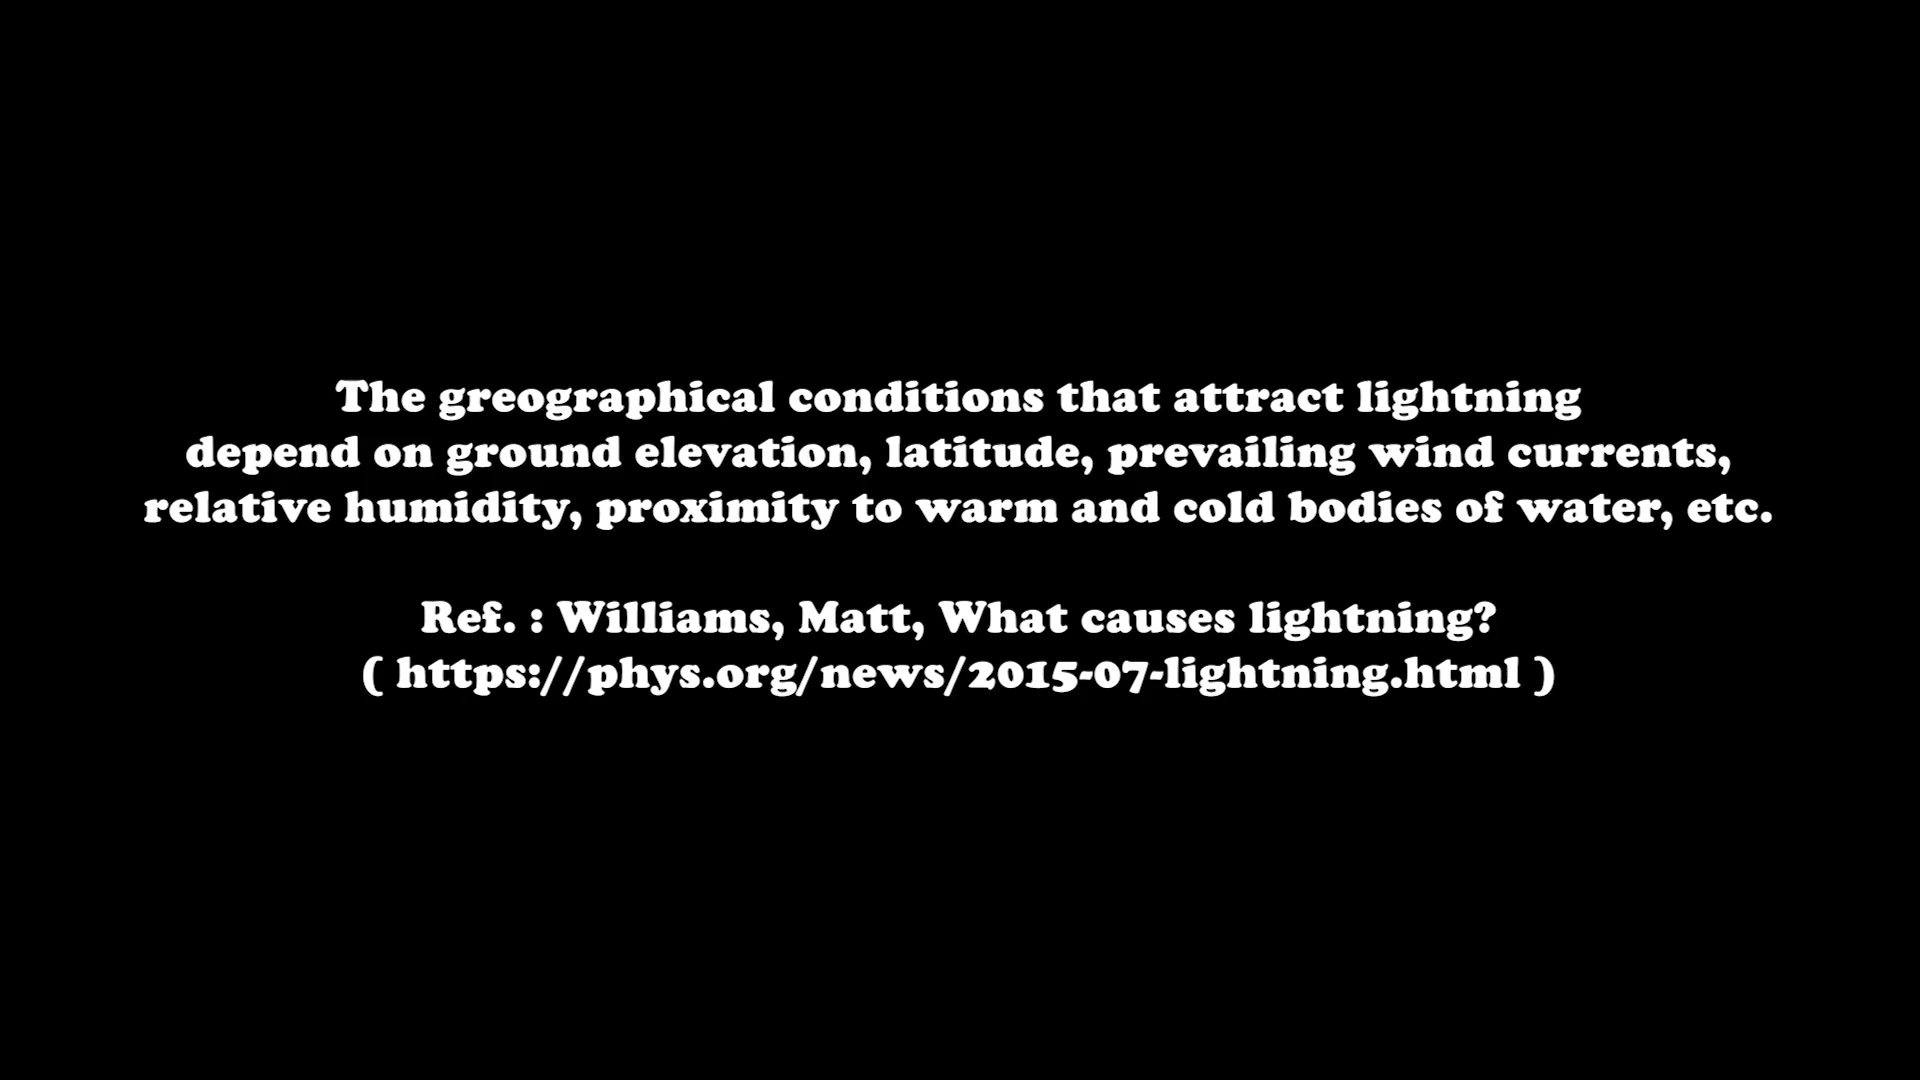 The greographical conditions that attract lightning
depend on ground elevation, latitude, prevailing wind currents,
relative humidity, proximity to warm and cold bodies of water, etc.
Ref. : Williams, Matt, What causes lightning?
( https://phys.org/news/2015-07-lightning.html )